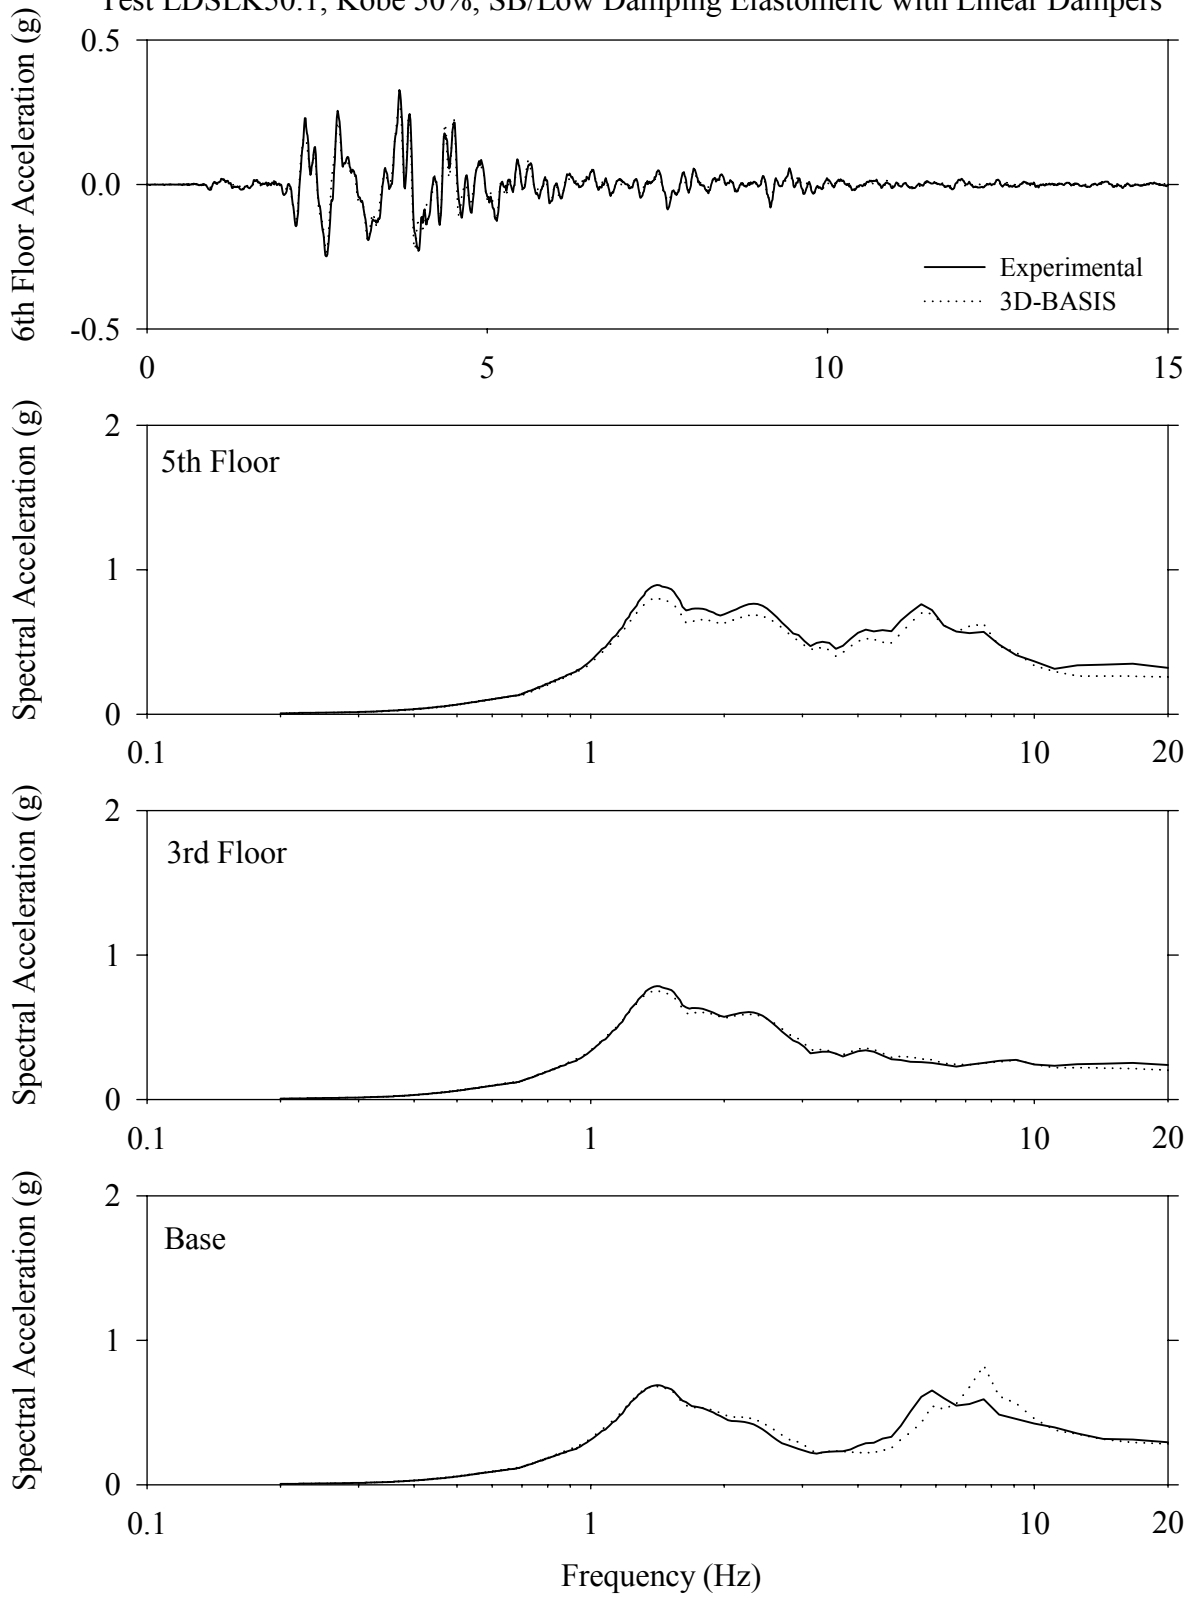 Test LDSLK50.1, Kobe 50%, SB/Low Damping Elastomeric with Linear Dampers
6th Floor Acceleration (g)
0.5
0.0
-0.5
Experimental
3D-BASIS
0 5 10 15
Spectral Acceleration (g)
2
5th Floor
1
0
0.1 1 10 20
Spectral Acceleration (g)
2
3rd Floor
1
0
0.1 1 10 20
Spectral Acceleration (g)
2
Base
1
0
0.1 1 10 20
Frequency (Hz)